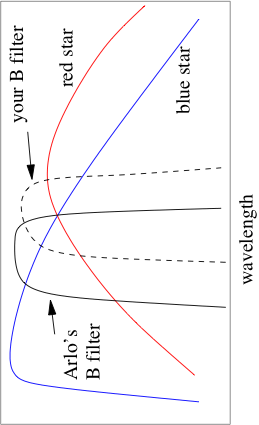 your B filter
red star
blue star
Arlo's
B filter
wavelength